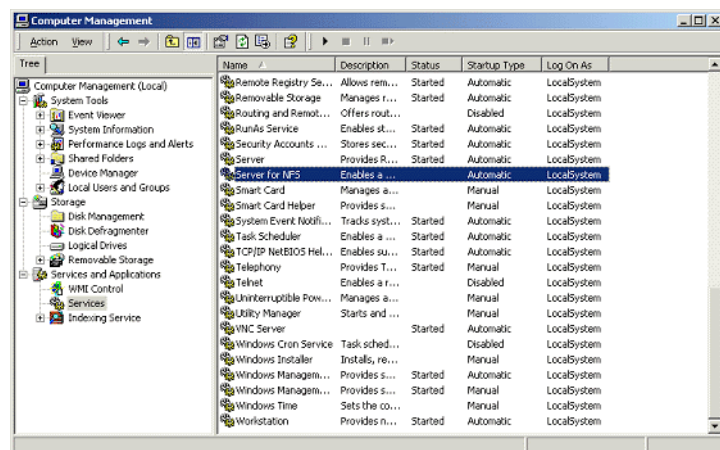 Computer Management
Action View
Tree
Computer Management (Local)
System Tools
Event Viewer
System Information
Performance Logs and Alerts
Shared Folders
Device Manager
Local Users and Groups
Storage
Disk Management
Disk Defragmenter
Logical Drives
Removable Storage
Services and Applications
WMI Control
Services
Indexing Service
Name Description Status Startup Type Log On As
Remote Registry Se... Allows rem... Started Automatic LocalSystem
Removable Storage Manages r... Started Automatic LocalSystem
Routing and Remot... Offers rout... Disabled LocalSystem
RunAs Service Enables st... Started Automatic LocalSystem
Security Accounts ... Stores sec... Started Automatic LocalSystem
Server Provides R... Started Automatic LocalSystem
Server for NFS Enables a ... Automatic LocalSystem
Smart Card Manages a... Manual LocalSystem
Smart Card Helper Provides s... Manual LocalSystem
System Event Notifi... Tracks syst... Started Automatic LocalSystem
Task Scheduler Enables a ... Started Automatic LocalSystem
TCP/IP NetBIOS Hel... Enables su... Started Automatic LocalSystem
Telephony Provides T... Started Manual LocalSystem
Telnet Enables a r... Disabled LocalSystem
Uninterruptible Pow... Manages a... Manual LocalSystem
Utility Manager Starts and ... Manual LocalSystem
VNC Server Started Automatic LocalSystem
Windows Cron Service Task sched... Disabled LocalSystem
Windows Installer Installs, re... Manual LocalSystem
Windows Managem... Provides s... Started Automatic LocalSystem
Windows Managem... Provides s... Started Manual LocalSystem
Windows Time Sets the co... Manual LocalSystem
Workstation Provides n... Started Automatic LocalSystem